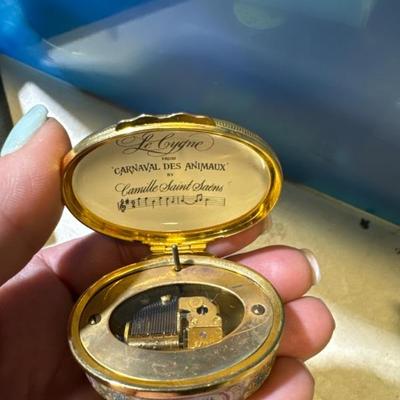 Le Cygne
FROM
"CARNAVAL DES ANIMAUX"
BY
Camille Saint Saëns